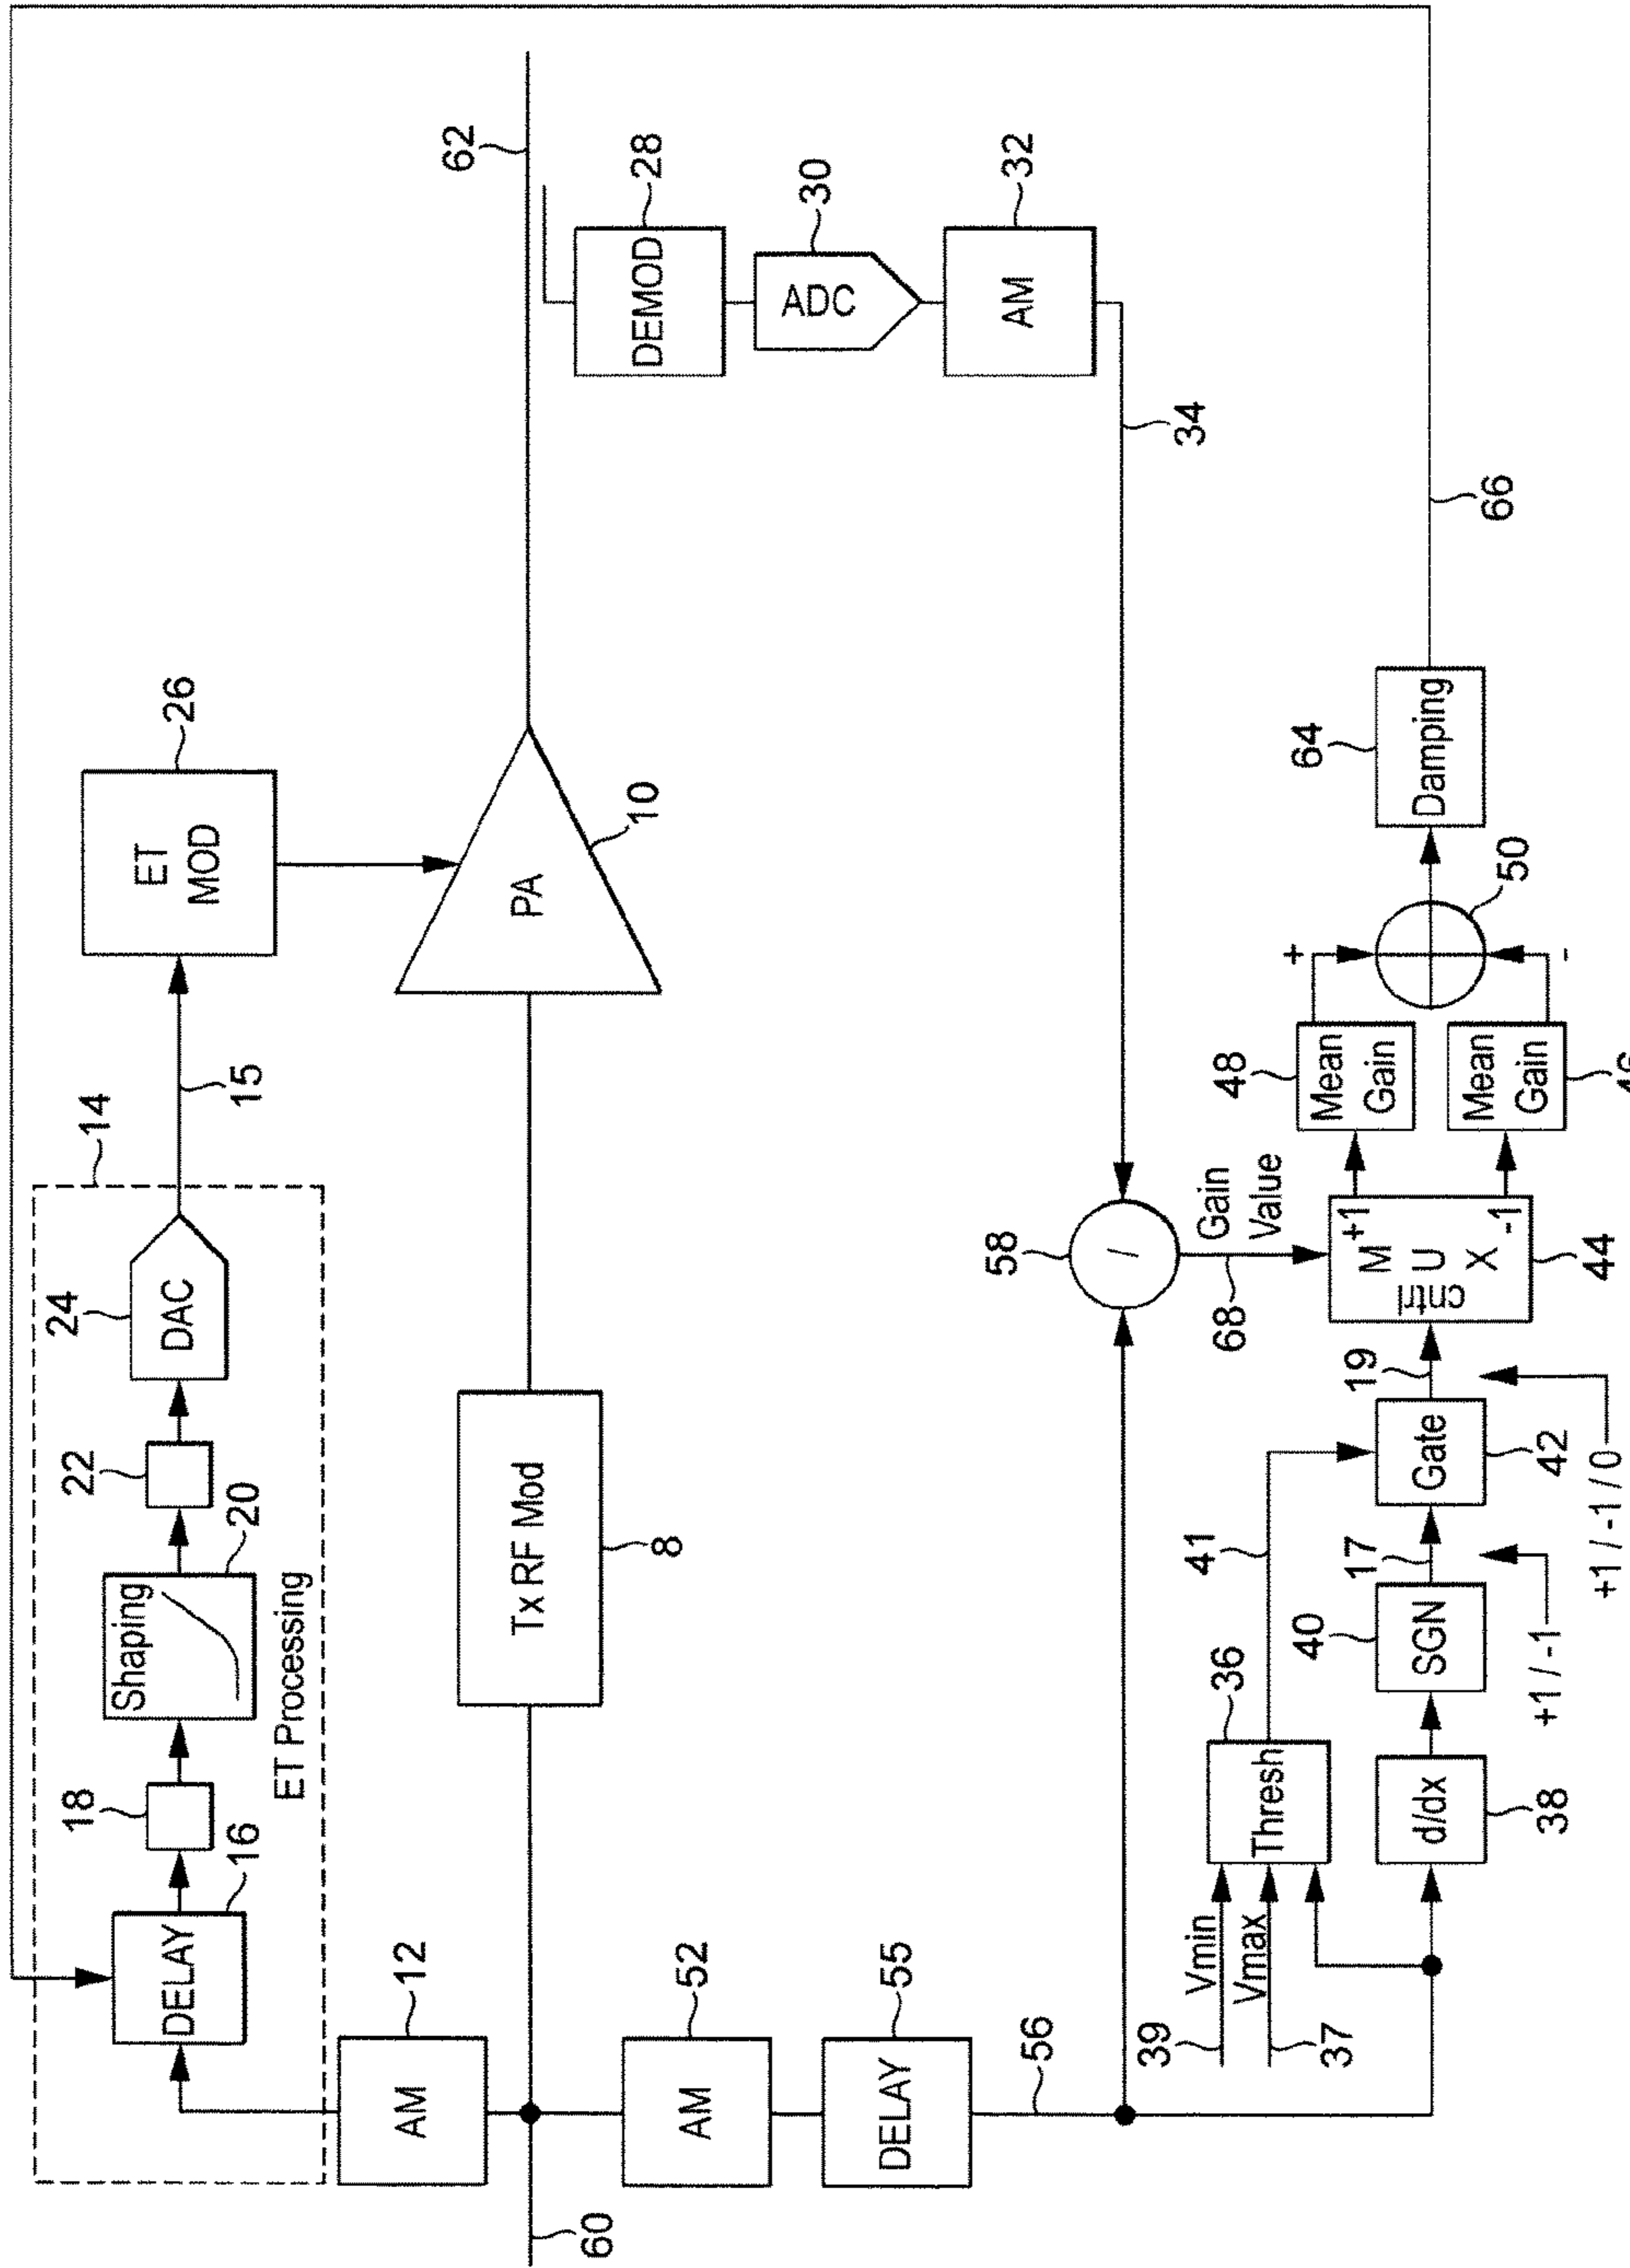 14
24
22
20
18
16
DELAY
Shaping
DAC
ET Processing
15
26
ET
MOD
12
AM
60
Tx RF Mod
8
PA
10
62
52
AM
55
DELAY
56
DEMOD
28
ADC
30
AM
32
34
58
/
Gain
Value
68
39
Vmin
Vmax
37
Thresh
36
41
d/dx
38
SGN
40
17
+1 / -1
Gate
42
19
+1 / -1 / 0
M
U
X
cntrl
+1
-1
44
48
Mean
Gain
Mean
Gain
46
+
-
50
64
Damping
66